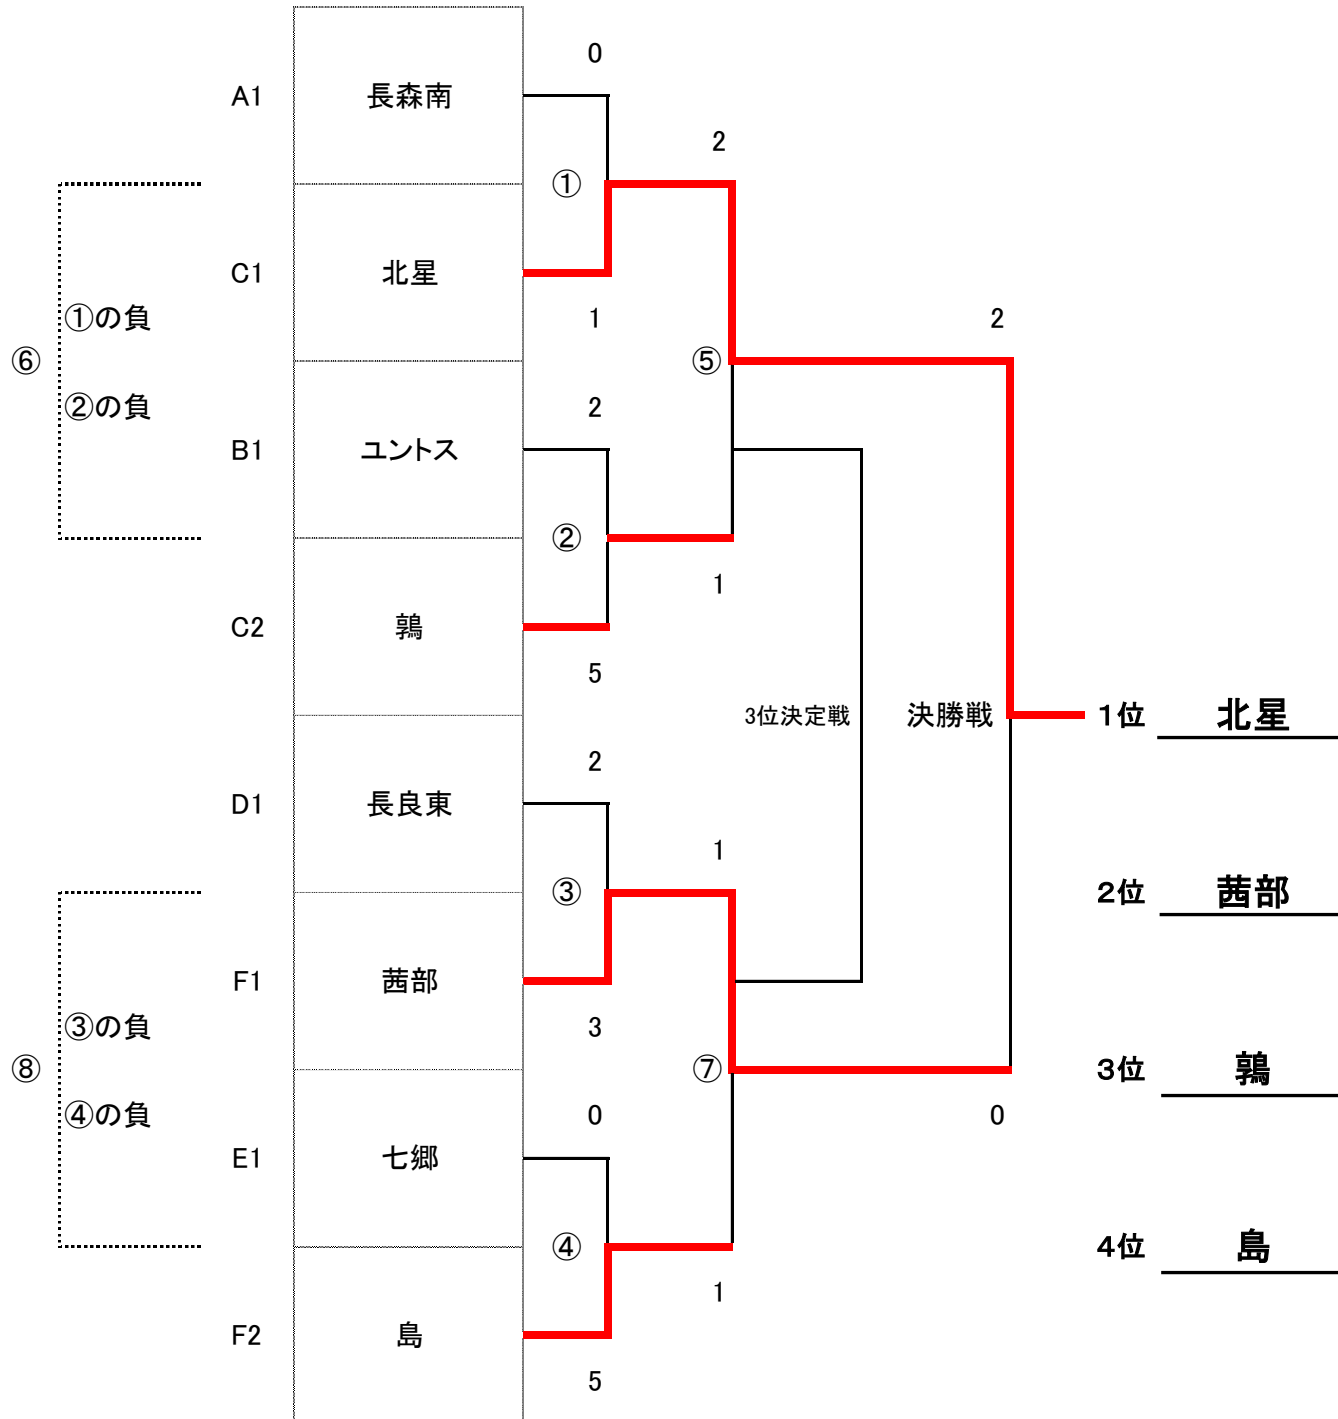 0
A1 長森南
2
①
C1 北星
①の負
1
2
⑥
⑤
②の負
2
B1 ユントス
②
1
C2 鶉
5
3位決定戦 決勝戦 1位 北星
2
D1 長良東
1
③
2位 茜部
F1 茜部
③の負
3
⑧
⑦
3位 鶉
④の負
0
0
E1 七郷
④
4位 島
1
F2 島
5